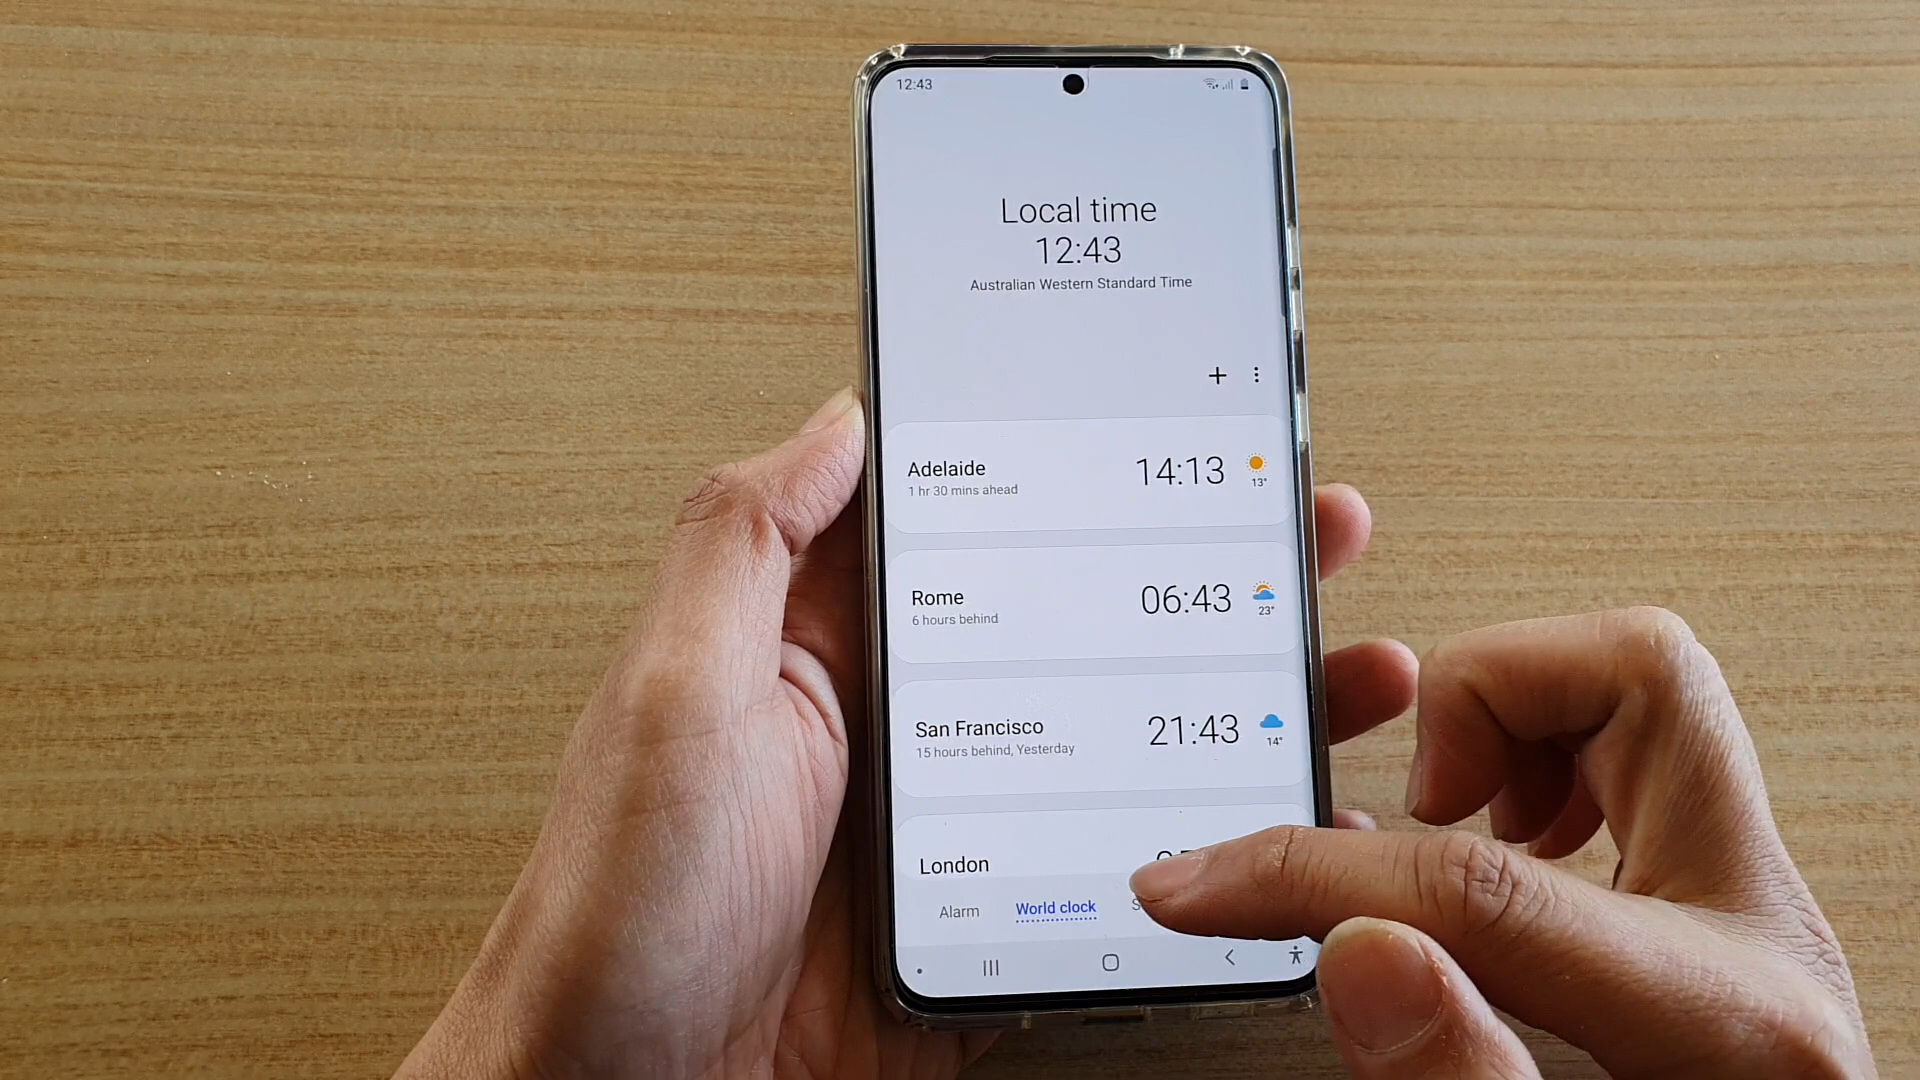 12:43
Local time
12:43
Australian Western Standard Time
+
Adelaide
1 hr 30 mins ahead
14:13
13°
Rome
6 hours behind
06:43
23°
San Francisco
15 hours behind, Yesterday
21:43
14°
London
Alarm
World clock